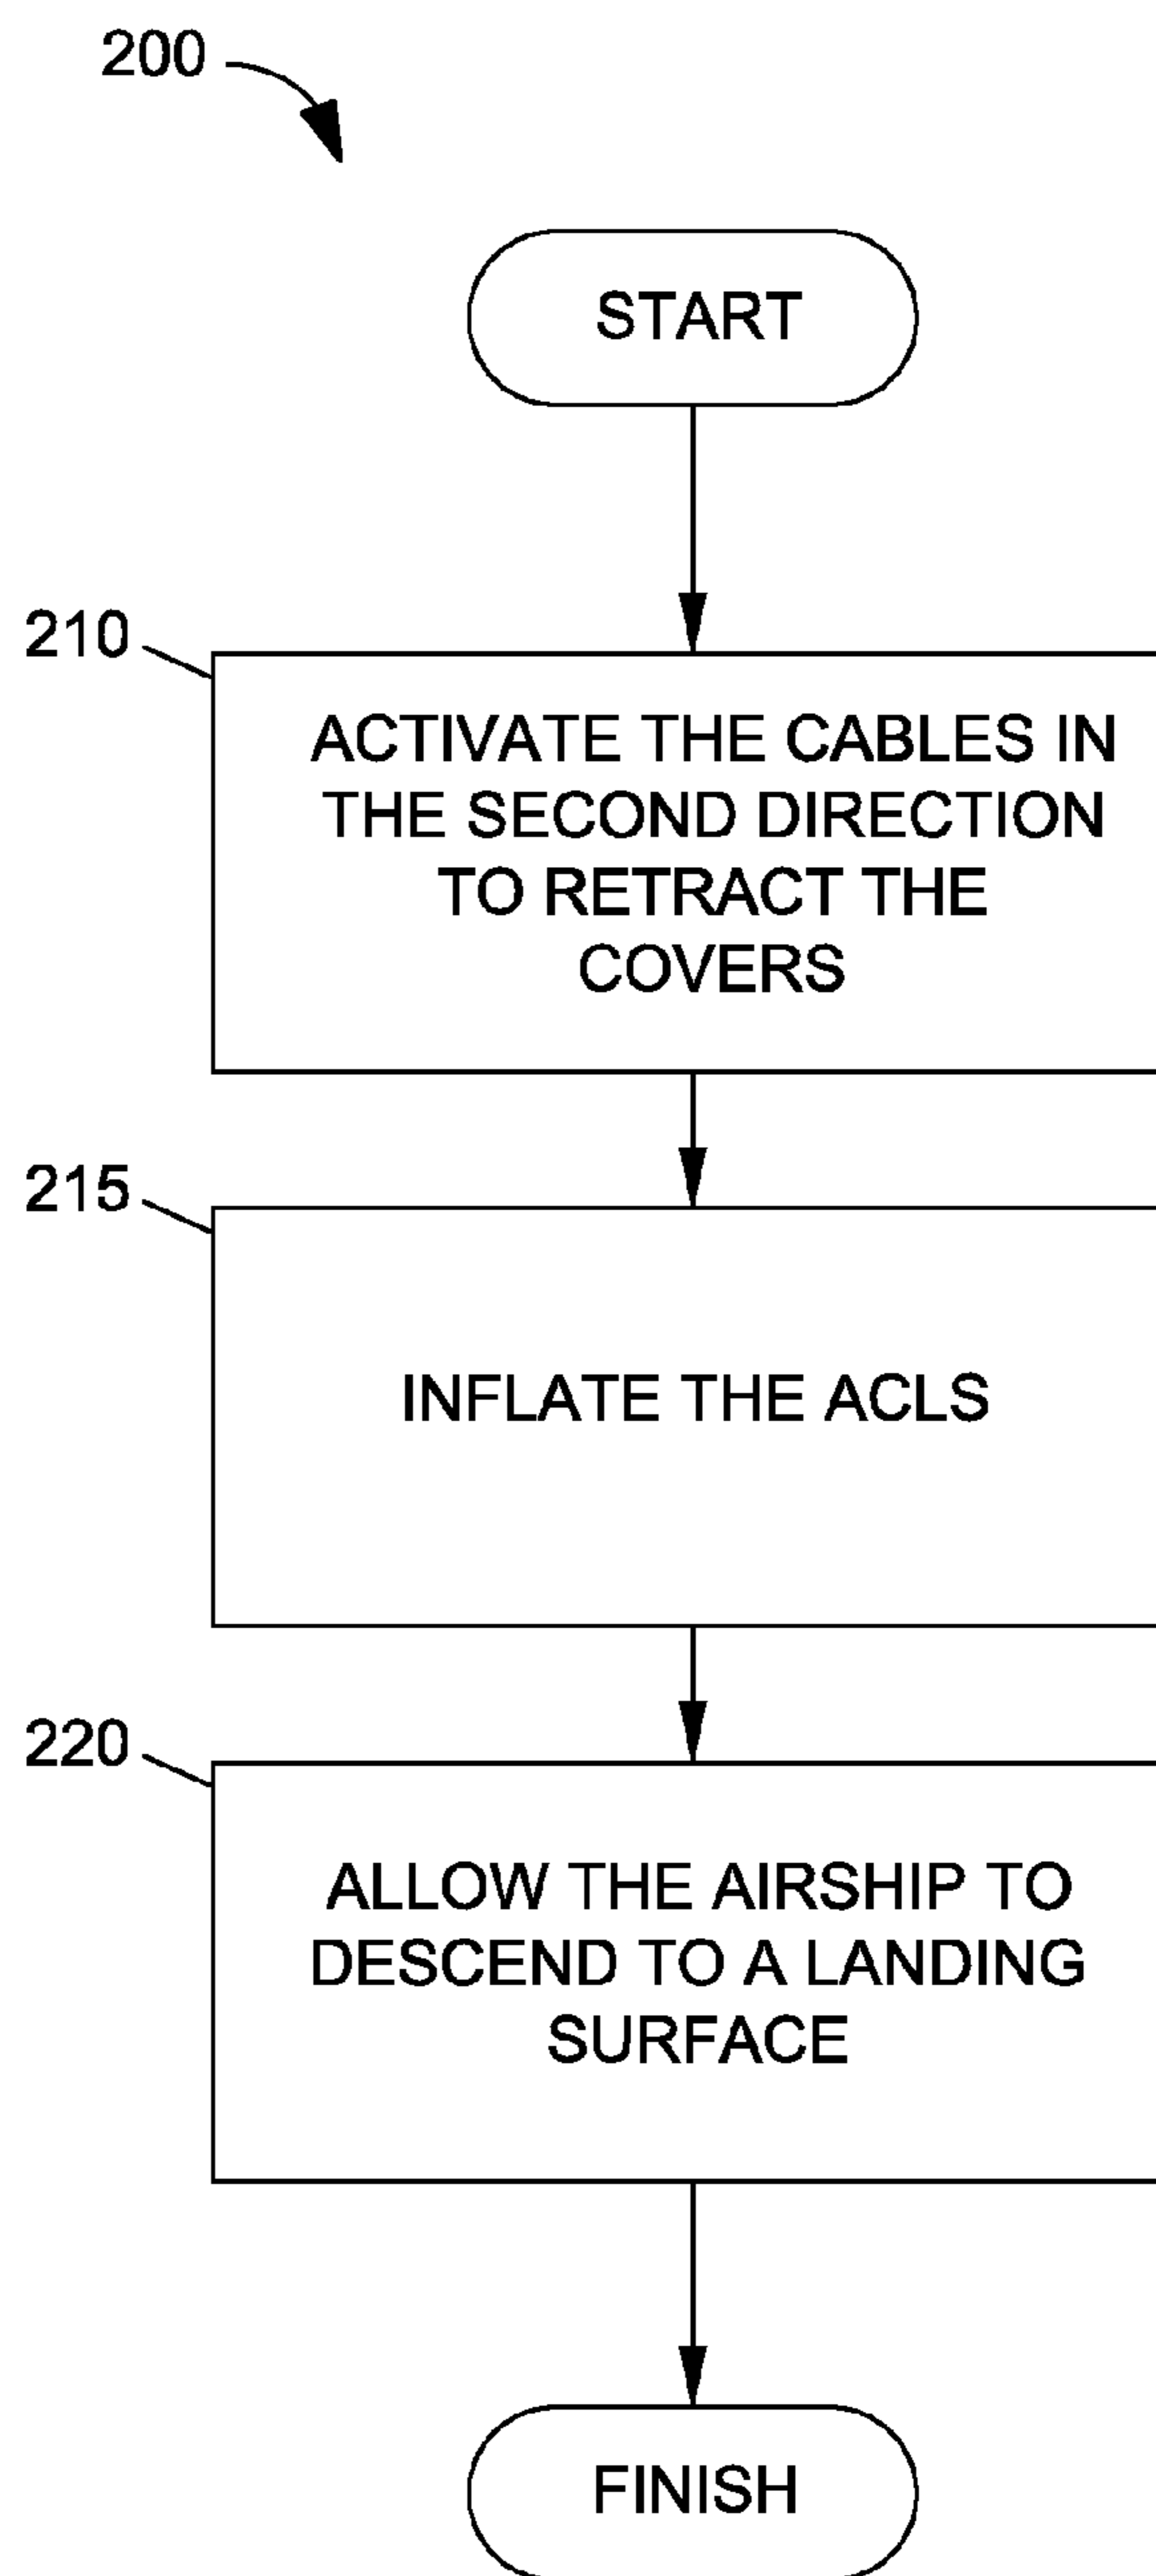 200
START
210
ACTIVATE THE CABLES IN
THE SECOND DIRECTION
TO RETRACT THE
COVERS
215
INFLATE THE ACLS
220
ALLOW THE AIRSHIP TO
DESCEND TO A LANDING
SURFACE
FINISH